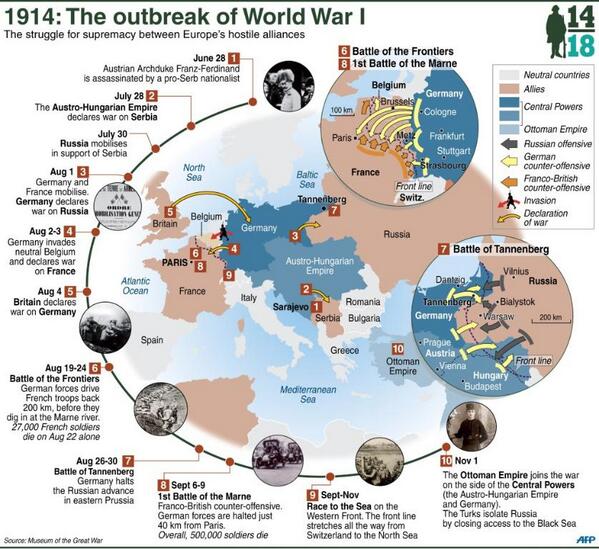 1914: The outbreak of World War I
The struggle for supremacy between Europe's hostile alliances
14
18
June 28 1
Austrian Archduke Franz-Ferdinand
is assassinated by a pro-Serb nationalist
July 28 2
The Austro-Hungarian Empire
declares war on Serbia
July 30
Russia mobilises
in support of Serbia
Aug 1 3
Germany and
France mobilise.
Germany declares
war on Russia
Aug 2-3 4
Germany invades
neutral Belgium
and declares war
on France
Aug 4 5
Britain declares
war on Germany
Aug 19-24 6
Battle of the Frontiers
German forces drive
French troops back
200 km, before they
dig in at the Marne river.
27,000 French soldiers
die on Aug 22 alone
Aug 26-30 7
Battle of Tannenberg
Germany halts
the Russian advance
in eastern Prussia
8 Sept 6-9
1st Battle of the Marne
Franco-British counter-offensive.
German forces are halted just
40 km from Paris.
Overall, 500,000 soldiers die
9 Sept-Nov
Race to the Sea on the
Western Front. The front line
stretches all the way from
Switzerland to the North Sea
10 Nov 1
The Ottoman Empire joins the war
on the side of the Central Powers
(the Austro-Hungarian Empire
and Germany).
The Turks isolate Russia
by closing access to the Black Sea
6 Battle of the Frontiers
8 1st Battle of the Marne
Belgium
100 km
Brussels
Germany
Cologne
Paris
Metz
Frankfurt
Stuttgart
Strasbourg
France
Front line
Switz.
Neutral countries
Allies
Central Powers
Ottoman Empire
Russian offensive
German
counter-offensive
Franco-British
counter-offensive
Invasion
Declaration
of war
North
Sea
Baltic
Sea
Tannenberg
7
5
Britain
Belgium
Germany
3
Russia
6
4
PARIS
8
9
Austro-Hungarian
Empire
Atlantic
Ocean
France
2
Italy
Sarajevo 1
Romania
Serbia
Bulgaria
Spain
Greece
10
Ottoman
Empire
Mediterranean
Sea
7 Battle of Tannenberg
Dantzig
Vilnius
Russia
Tannenberg
Bialystok
Germany
Warsaw
200 km
Prague
Austria
Vienna
Front line
Hungary
Budapest
ORDRE
DE MOBILISATION GENERALE
Source: Museum of the Great War
AFP